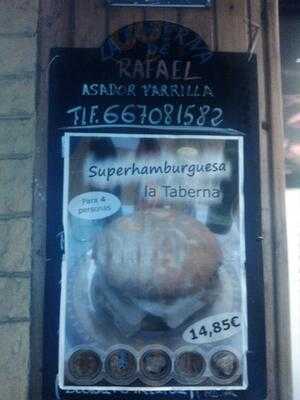 LA TABERNA
DE
RAFAEL
ASADOR PARRILLA
TLF. 667081582
Superhamburguesa
la Taberna
Para 4
personas
14,85€